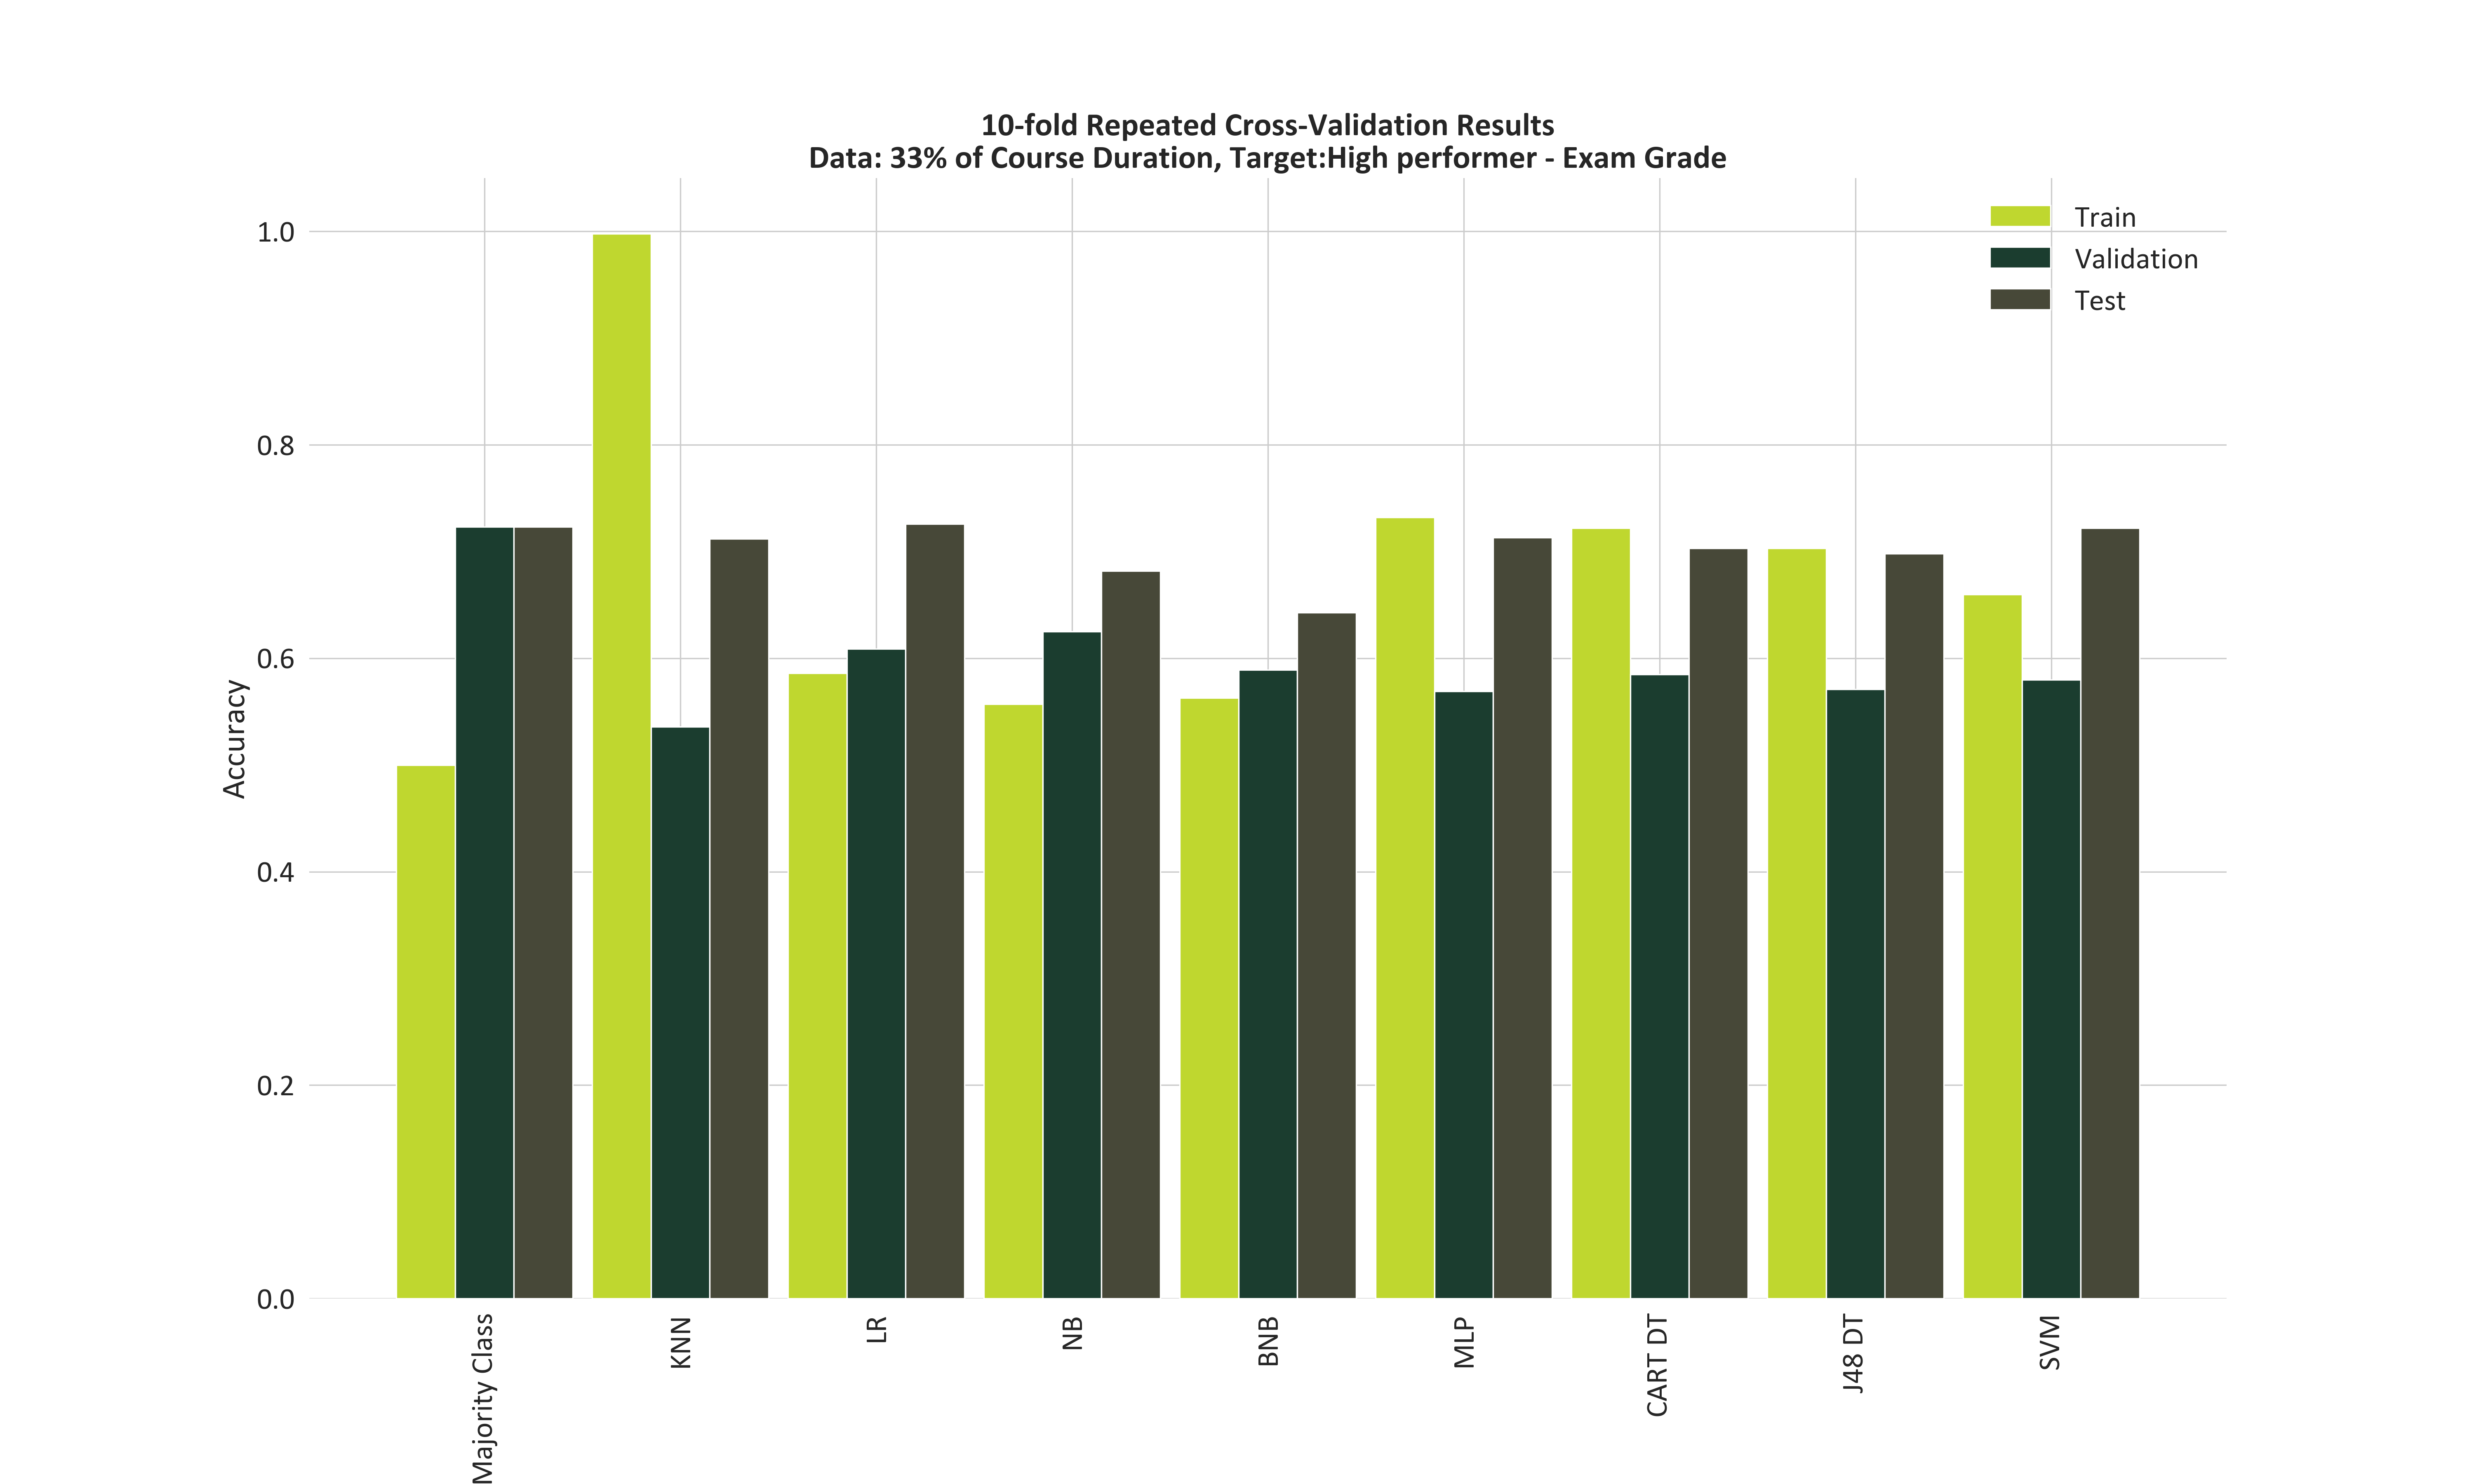 10-fold Repeated Cross-Validation Results
Data: 33% of Course Duration, Target:High performer - Exam Grade
Train
Validation
Test
Accuracy
1.0
0.8
0.6
0.4
0.2
0.0
Majority Class
KNN
LR
NB
BNB
MLP
CART DT
J48 DT
SVM